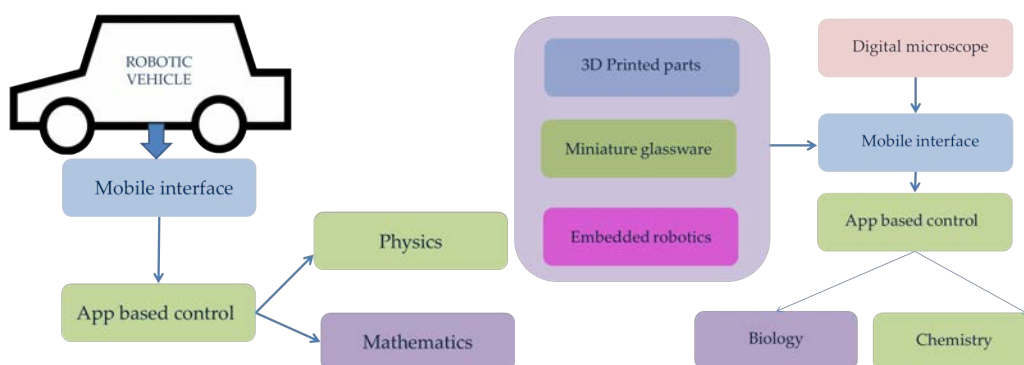 ROBOTIC
VEHICLE
Mobile interface
App based control
Physics
Mathematics
3D Printed parts
Miniature glassware
Embedded robotics
Digital microscope
Mobile interface
App based control
Biology
Chemistry